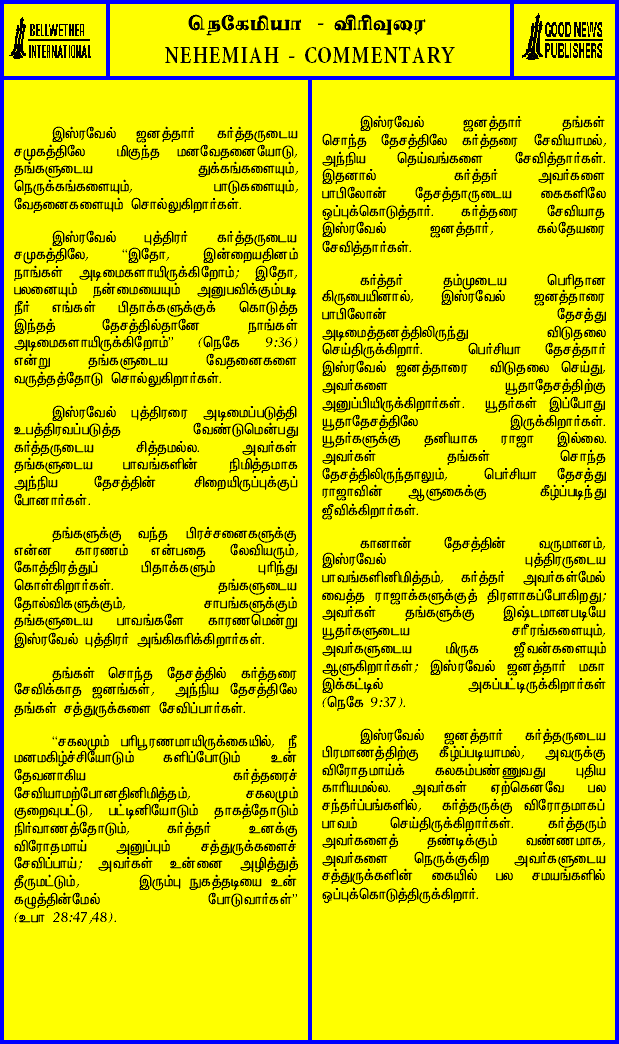 BELLWETHER
INTERNATIONAL
நெகேமியா - விரிவுரை
NEHEMIAH - COMMENTARY
GOOD NEWS
PUBLISHERS
இஸ்ரவேல் ஜனத்தார் கர்த்தருடைய
சமுகத்திலே மிகுந்த மனவேதனையோடு,
தங்களுடைய துக்கங்களையும்,
நெருக்கங்களையும், பாடுகளையும்,
வேதனைகளையும் சொல்லுகிறார்கள்.
இஸ்ரவேல் புத்திரர் கர்த்தருடைய
சமுகத்திலே, “இதோ, இன்றையதினம்
நாங்கள் அடிமைகளாயிருக்கிறோம்; இதோ,
பலனையும் நன்மையையும் அனுபவிக்கும்படி
நீர் எங்கள் பிதாக்களுக்குக் கொடுத்த
இந்தத் தேசத்தில்தானே நாங்கள்
அடிமைகளாயிருக்கிறோம்” (நெகே 9:36)
என்று தங்களுடைய வேதனைகளை
வருத்தத்தோடு சொல்லுகிறார்கள்.
இஸ்ரவேல் புத்திரரை அடிமைப்படுத்தி
உபத்திரவப்படுத்த வேண்டுமென்பது
கர்த்தருடைய சித்தமல்ல. அவர்கள்
தங்களுடைய பாவங்களின் நிமித்தமாக
அந்நிய தேசத்தின் சிறையிருப்புக்குப்
போனார்கள்.
தங்களுக்கு வந்த பிரச்சனைகளுக்கு
என்ன காரணம் என்பதை லேவியரும்,
கோத்திரத்துப் பிதாக்களும் புரிந்து
கொள்கிறார்கள். தங்களுடைய
தோல்விகளுக்கும், சாபங்களுக்கும்
தங்களுடைய பாவங்களே காரணமென்று
இஸ்ரவேல் புத்திரர் அங்கிகரிக்கிறார்கள்.
தங்கள் சொந்த தேசத்தில் கர்த்தரை
சேவிக்காத ஜனங்கள், அந்நிய தேசத்திலே
தங்கள் சத்துருக்களை சேவிப்பார்கள்.
“சகலமும் பரிபூரணமாயிருக்கையில், நீ
மனமகிழ்ச்சியோடும் களிப்போடும் உன்
தேவனாகிய கர்த்தரைச்
சேவியாமற்போனதினிமித்தம், சகலமும்
குறைவுபட்டு, பட்டினியோடும் தாகத்தோடும்
நிர்வாணத்தோடும், கர்த்தர் உனக்கு
விரோதமாய் அனுப்பும் சத்துருக்களைச்
சேவிப்பாய்; அவர்கள் உன்னை அழித்துத்
தீருமட்டும், இரும்பு நுகத்தடியை உன்
கழுத்தின்மேல் போடுவார்கள்”
(உபா 28:47,48).
இஸ்ரவேல் ஜனத்தார் தங்கள்
சொந்த தேசத்திலே கர்த்தரை சேவியாமல்,
அந்நிய தெய்வங்களை சேவித்தார்கள்.
இதனால் கர்த்தர் அவர்களை
பாபிலோன் தேசத்தாருடைய கைகளிலே
ஒப்புக்கொடுத்தார். கர்த்தரை சேவியாத
இஸ்ரவேல் ஜனத்தார், கல்தேயரை
சேவித்தார்கள்.
கர்த்தர் தம்முடைய பெரிதான
கிருபையினால், இஸ்ரவேல் ஜனத்தாரை
பாபிலோன் தேசத்து
அடிமைத்தனத்திலிருந்து விடுதலை
செய்திருக்கிறார். பெர்சியா தேசத்தார்
இஸ்ரவேல் ஜனத்தாரை விடுதலை செய்து,
அவர்களை யூதாதேசத்திற்கு
அனுப்பியிருக்கிறார்கள். யூதர்கள் இப்போது
யூதாதேசத்திலே இருக்கிறார்கள்.
யூதர்களுக்கு தனியாக ராஜா இல்லை.
அவர்கள் தங்கள் சொந்த
தேசத்திலிருந்தாலும், பெர்சியா தேசத்து
ராஜாவின் ஆளுகைக்கு கீழ்ப்படிந்து
ஜீவிக்கிறார்கள்.
கானான் தேசத்தின் வருமானம்,
இஸ்ரவேல் புத்திரருடைய
பாவங்களினிமித்தம், கர்த்தர் அவர்கள்மேல்
வைத்த ராஜாக்களுக்குத் திரளாகப்போகிறது;
அவர்கள் தங்களுக்கு இஷ்டமானபடியே
யூதர்களுடைய சரீரங்களையும்,
அவர்களுடைய மிருக ஜீவன்களையும்
ஆளுகிறார்கள்; இஸ்ரவேல் ஜனத்தார் மகா
இக்கட்டில் அகப்பட்டிருக்கிறார்கள்
(நெகே 9:37).
இஸ்ரவேல் ஜனத்தார் கர்த்தருடைய
பிரமாணத்திற்கு கீழ்ப்படியாமல், அவருக்கு
விரோதமாய்க் கலகம்பண்ணுவது புதிய
காரியமல்ல. அவர்கள் ஏற்கெனவே பல
சந்தர்ப்பங்களில், கர்த்தருக்கு விரோதமாகப்
பாவம் செய்திருக்கிறார்கள். கர்த்தரும்
அவர்களைத் தண்டிக்கும் வண்ணமாக,
அவர்களை நெருக்குகிற அவர்களுடைய
சத்துருக்களின் கையில் பல சமயங்களில்
ஒப்புக்கொடுத்திருக்கிறார்.